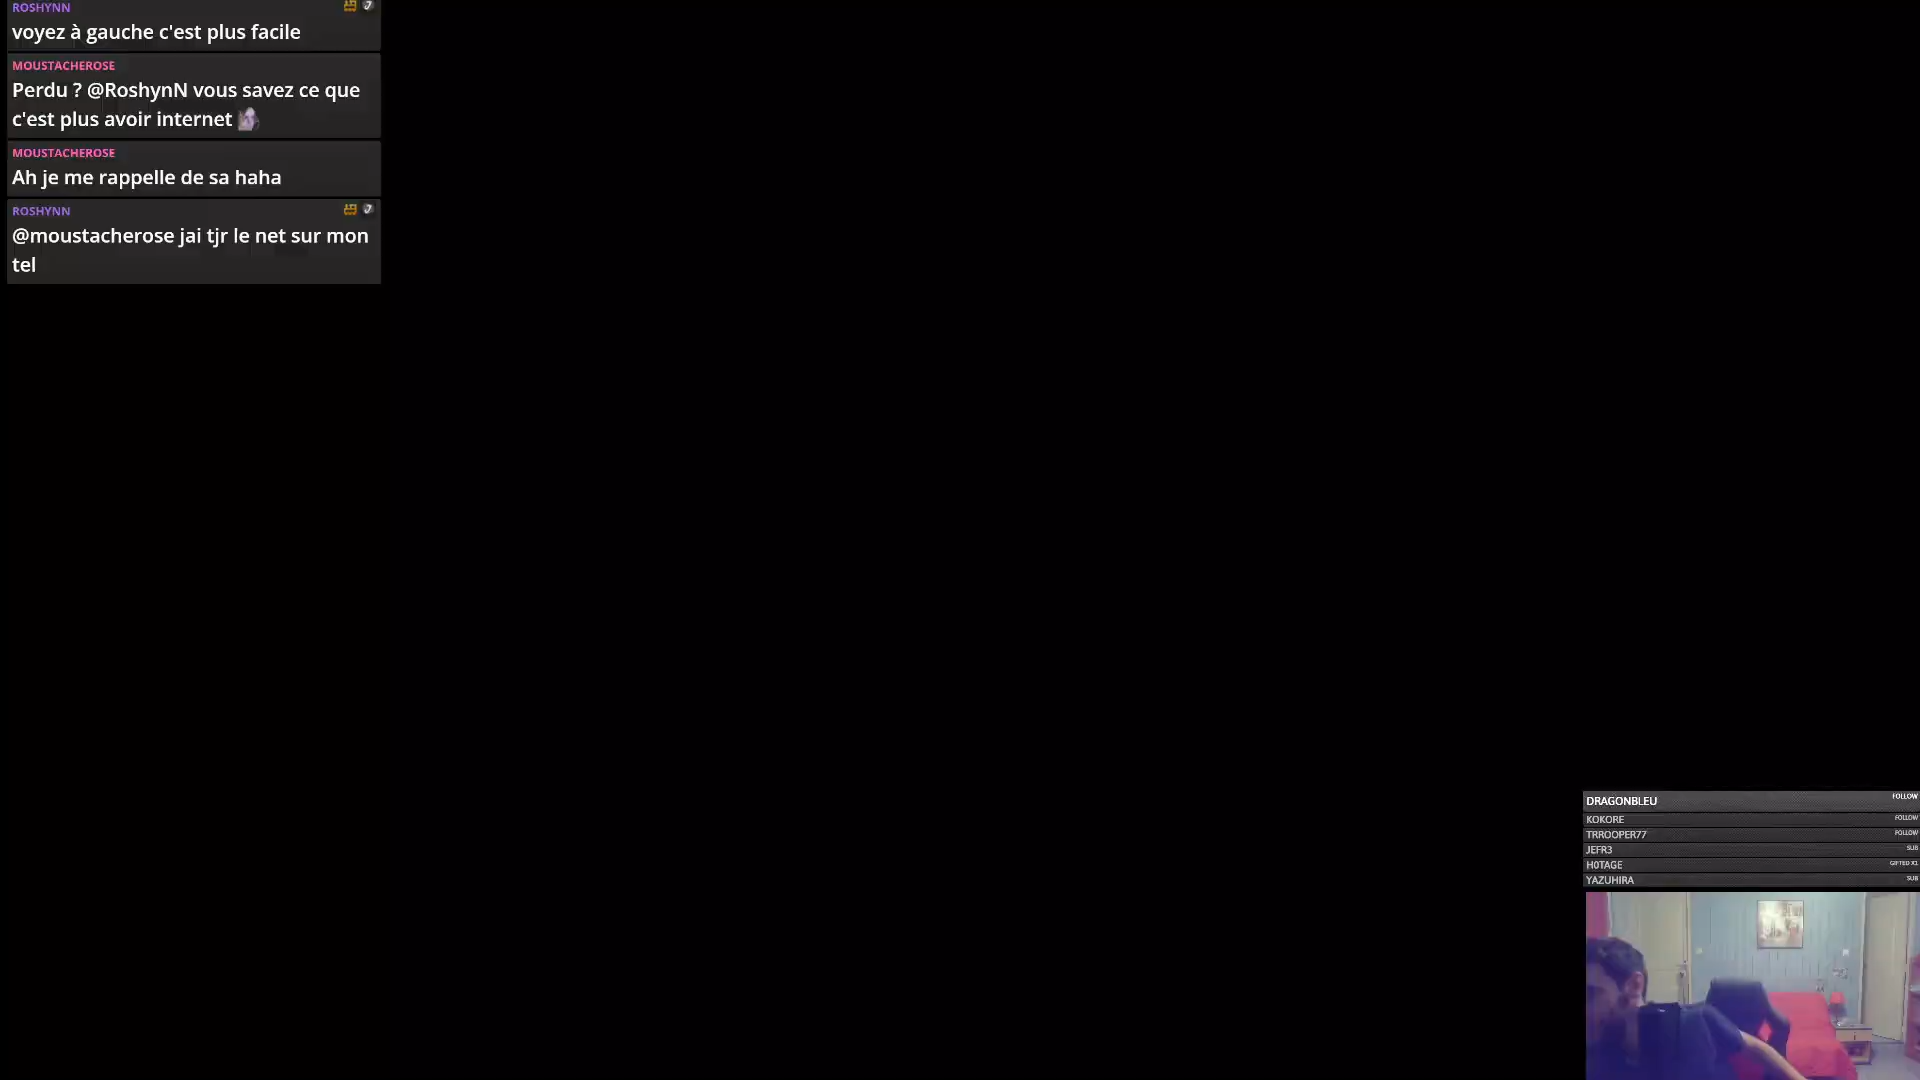 ROSHYNN
voyez à gauche c'est plus facile
MOUSTACHEROSE
Perdu ? @RoshynN vous savez ce que
c'est plus avoir internet
MOUSTACHEROSE
Ah je me rappelle de sa haha
ROSHYNN
@moustacherose jai tjr le net sur mon
tel
DRAGONBLEU FOLLOW
KOKORE FOLLOW
TRROOPER77 FOLLOW
JEFR3 SUB
H0TAGE GIFTED X1
YAZUHIRA SUB